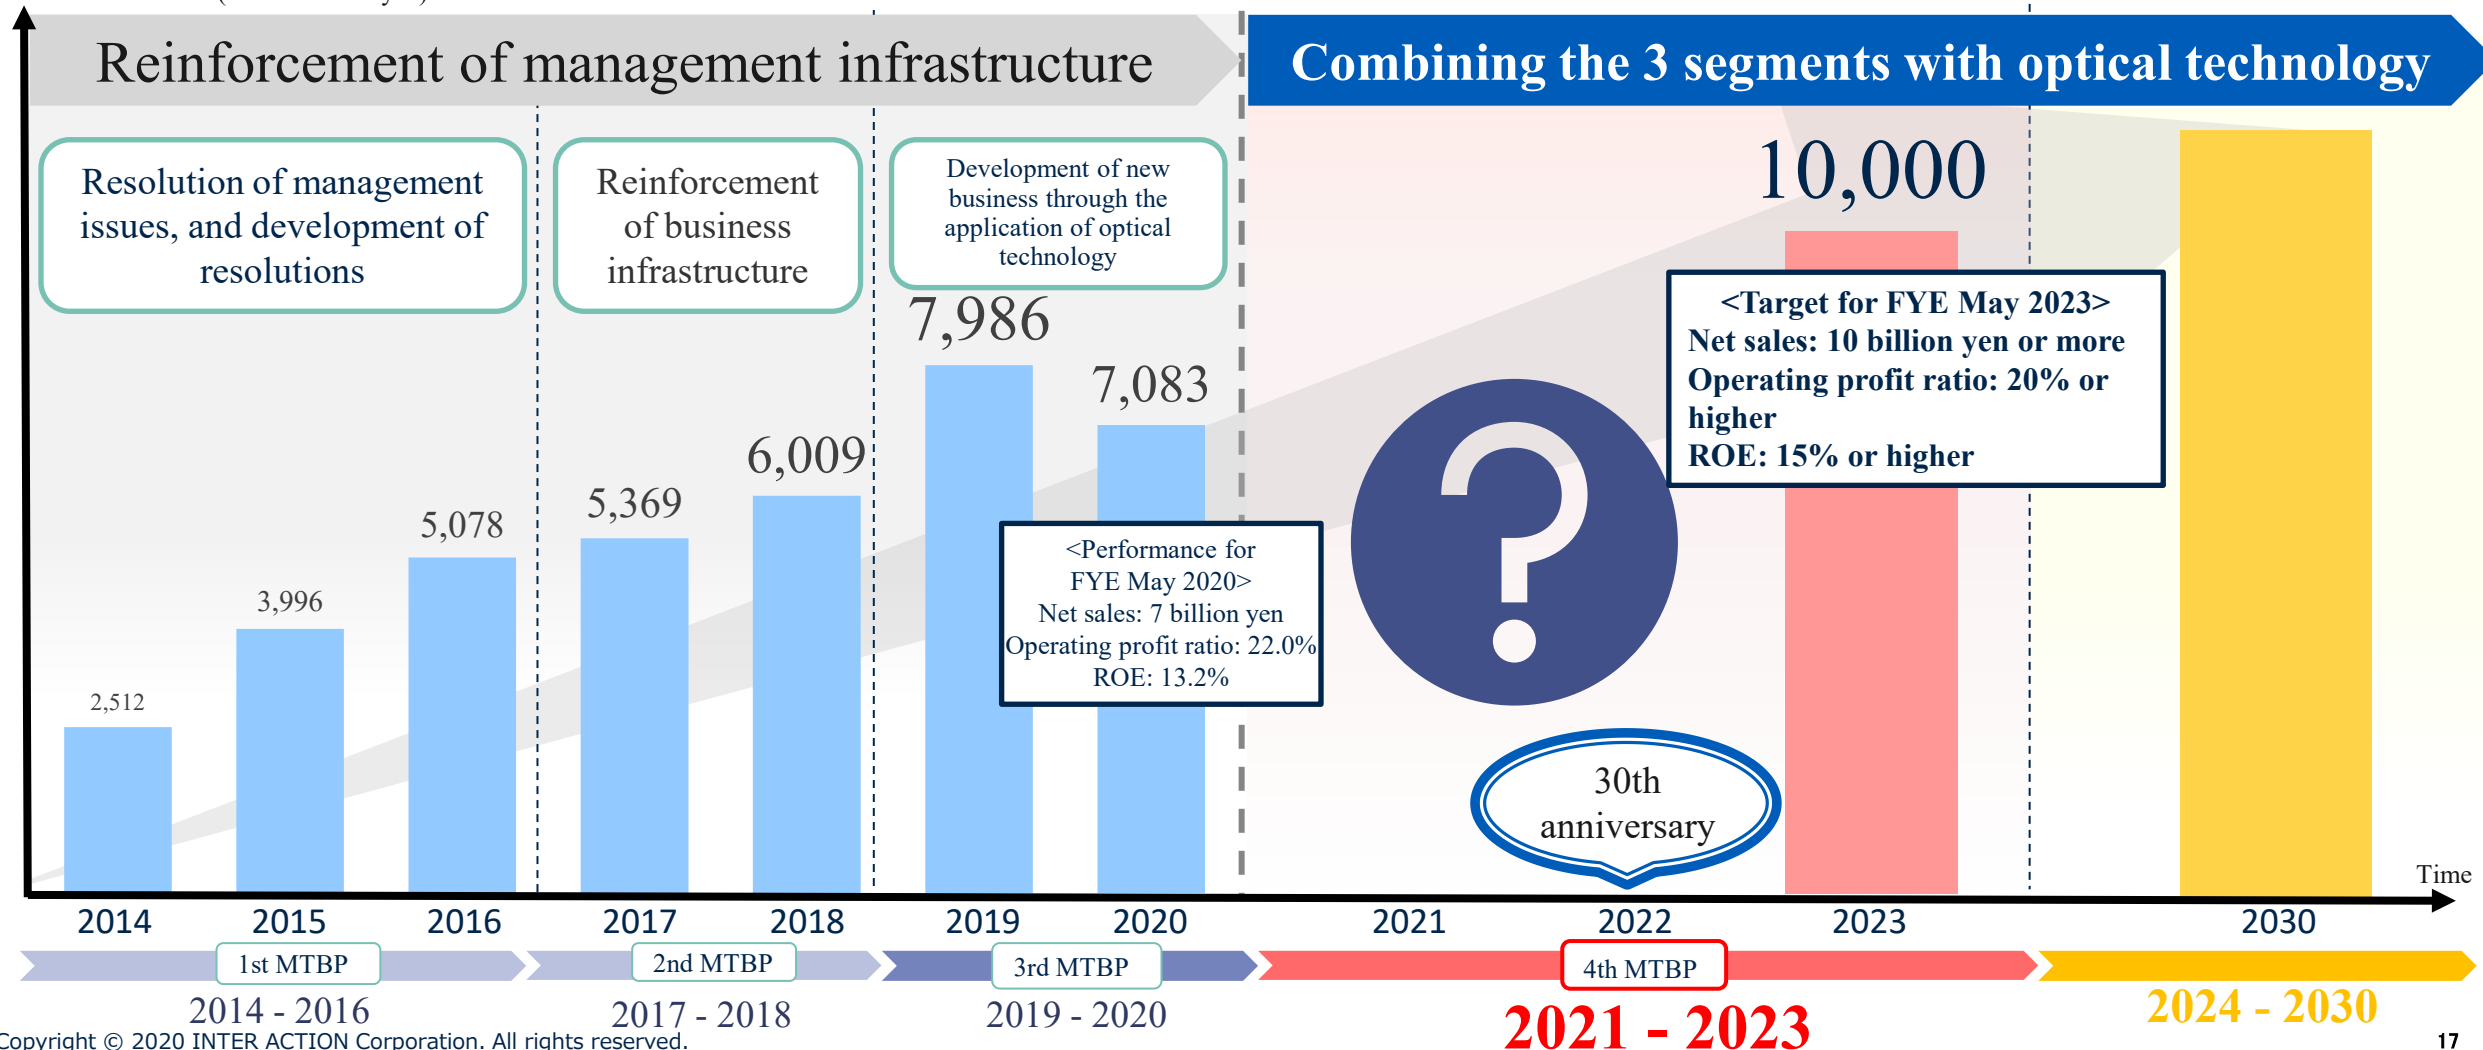 Reinforcement of management infrastructure
Combining the 3 segments with optical technology
Resolution of management
issues, and development of
resolutions
Reinforcement
of business
infrastructure
Development of new
business through the
application of optical
technology
10,000
<Target for FYE May 2023>
Net sales: 10 billion yen or more
Operating profit ratio: 20% or
higher
ROE: 15% or higher
7,986
7,083
6,009
5,369
5,078
3,996
2,512
<Performance for
FYE May 2020>
Net sales: 7 billion yen
Operating profit ratio: 22.0%
ROE: 13.2%
?
30th
anniversary
Time
2014
2015
2016
2017
2018
2019
2020
2021
2022
2023
2030
1st MTBP
2nd MTBP
3rd MTBP
4th MTBP
2014 - 2016
2017 - 2018
2019 - 2020
2021 - 2023
2024 - 2030
Copyright © 2020 INTER ACTION Corporation. All rights reserved.
17